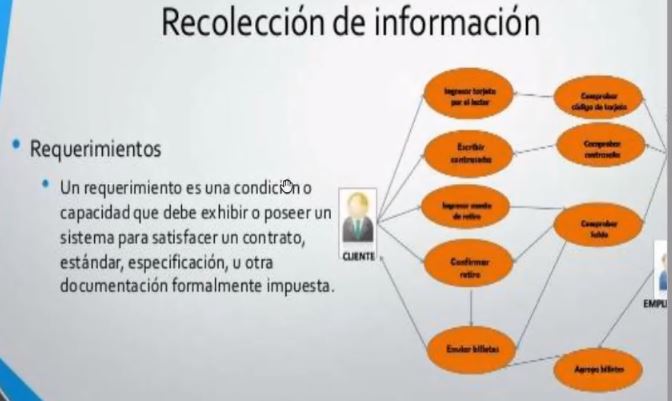 Recolección de información
Requerimientos
Un requerimiento es una condición o
capacidad que debe exhibir o poseer un
sistema para satisfacer un contrato,
estándar, especificación, u otra
documentación formalmente impuesta.
CLIENTE
Ingresar tarjeta
por el lector
Comprobar
código de tarjeta
Escribir
contraseña
Comprobar
contraseña
Ingresar monto
de retiro
Comprobar
Saldo
Confirmar
retiro
Enviar billetes
Agrega billetes
EMPL